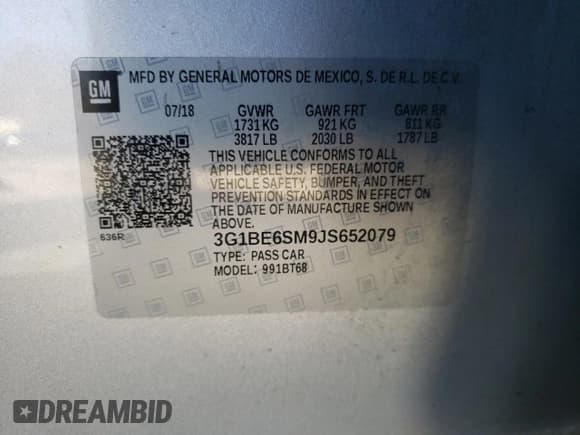 GM
MFD BY GENERAL MOTORS DE MEXICO, S. DE R.L. DE C.V.
07/18 GVWR GAWR FRT GAWR RR
1731 KG 921 KG 811 KG
3817 LB 2030 LB 1787 LB
THIS VEHICLE CONFORMS TO ALL
APPLICABLE U.S. FEDERAL MOTOR
VEHICLE SAFETY, BUMPER, AND THEFT
PREVENTION STANDARDS IN EFFECT ON
THE DATE OF MANUFACTURE SHOWN
ABOVE.
636R
3G1BE6SM9JS652079
TYPE: PASS CAR
MODEL: 991BT68
DREAMBID